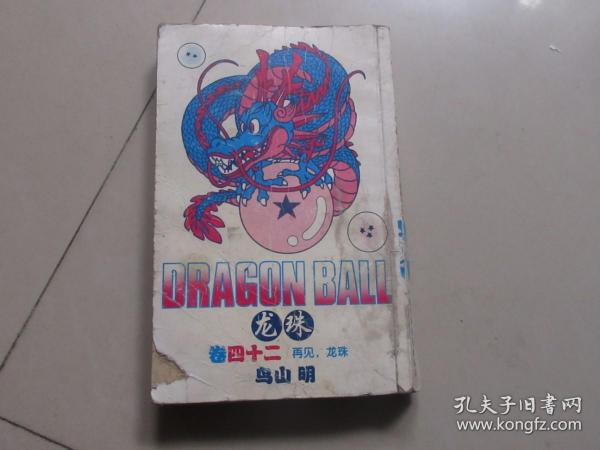 DRAGON BALL
龙珠
卷四十二 再见，龙珠
鸟山明
孔夫子旧书网
www.kongfz.com